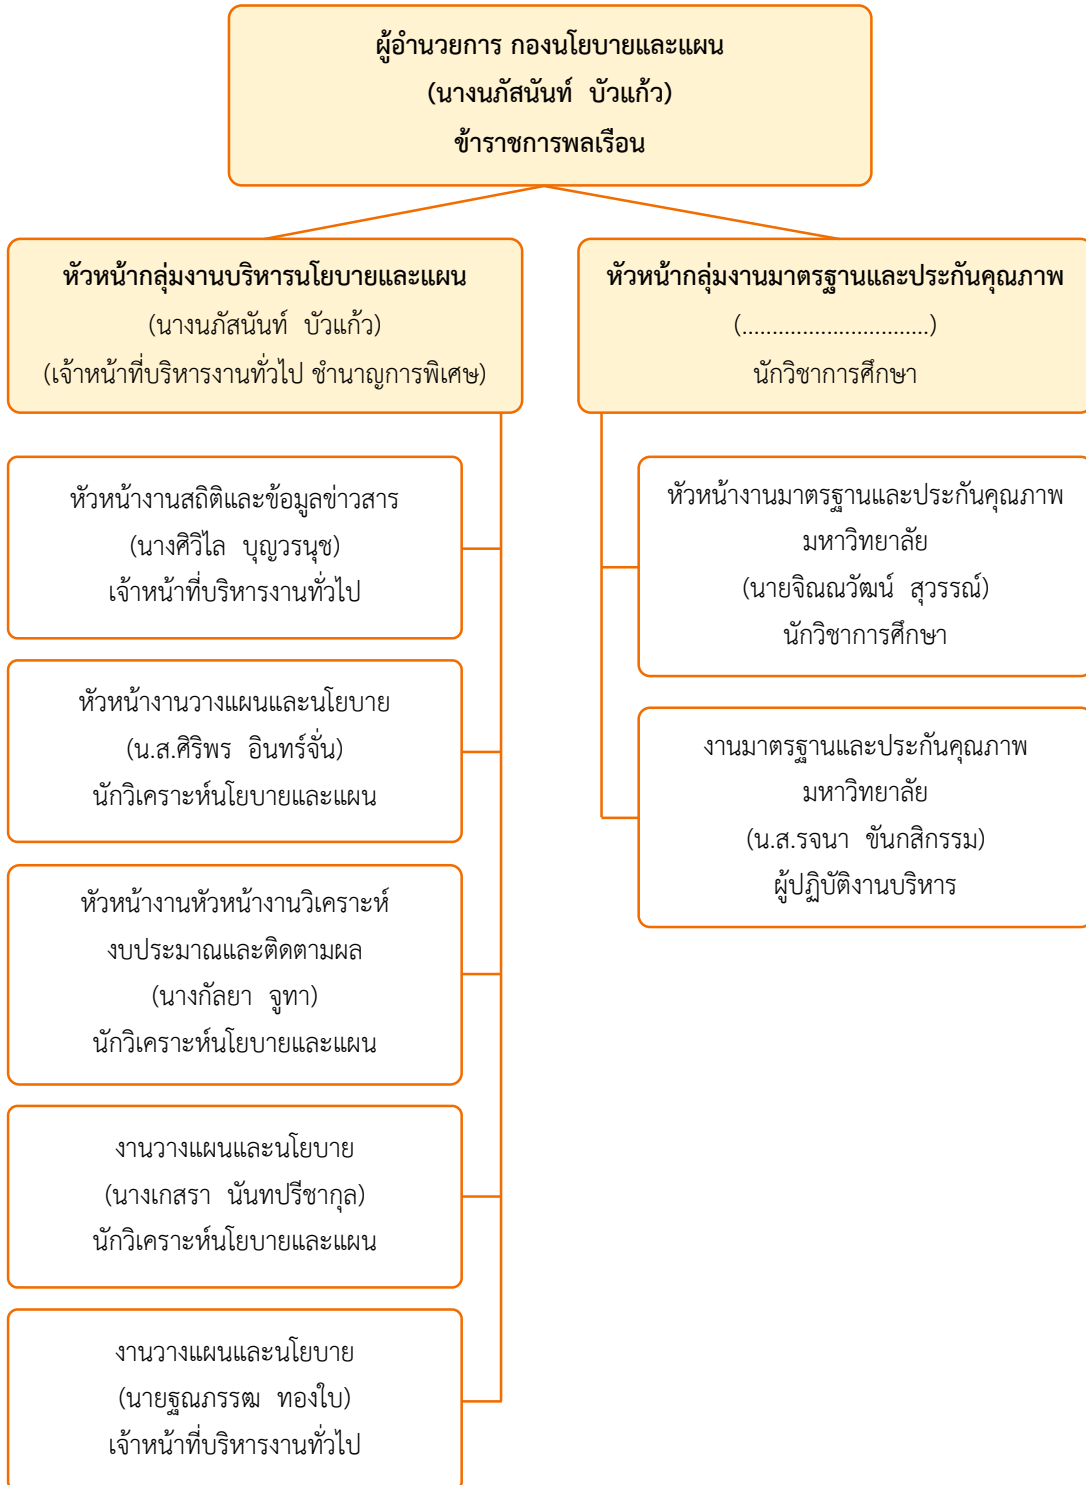 ผู้อำนวยการ กองนโยบายและแผน
(นางนภัสนันท์ บัวแก้ว)
ข้าราชการพลเรือน
หัวหน้ากลุ่มงานบริหารนโยบายและแผน
(นางนภัสนันท์ บัวแก้ว)
(เจ้าหน้าที่บริหารงานทั่วไป ชำนาญการพิเศษ)
หัวหน้างานสถิติและข้อมูลข่าวสาร
(นางศิวิไล บุญวรนุช)
เจ้าหน้าที่บริหารงานทั่วไป
หัวหน้างานวางแผนและนโยบาย
(น.ส.ศิริพร อินทร์จั่น)
นักวิเคราะห์นโยบายและแผน
หัวหน้างานหัวหน้างานวิเคราะห์
งบประมาณและติดตามผล
(นางกัลยา จูทา)
นักวิเคราะห์นโยบายและแผน
งานวางแผนและนโยบาย
(นางเกสรา นันทปรีชากุล)
นักวิเคราะห์นโยบายและแผน
งานวางแผนและนโยบาย
(นายฐณภรรฒ ทองใบ)
เจ้าหน้าที่บริหารงานทั่วไป
หัวหน้ากลุ่มงานมาตรฐานและประกันคุณภาพ
(...............................)
นักวิชาการศึกษา
หัวหน้างานมาตรฐานและประกันคุณภาพ
มหาวิทยาลัย
(นายจิณณวัฒน์ สุวรรณ์)
นักวิชาการศึกษา
งานมาตรฐานและประกันคุณภาพ
มหาวิทยาลัย
(น.ส.รจนา ขันกสิกรรม)
ผู้ปฏิบัติงานบริหาร